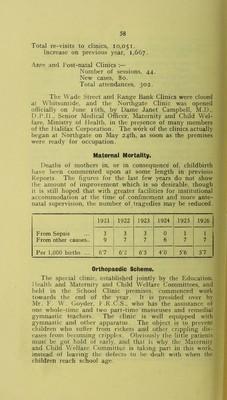 58
Total re-visits to clinics, 10,051.
Increase on previous year, 1,667.
Ante and Post-natal Clinics :—
Number of sessions, 44.
New cases, 80.
Total attendances, 302.
The Wade Street and Range Bank Clinics were closed
at Whitsuntide, and the Northgate Clinic was opened
officially on June 16th, by Dame Janet Campbell, M.D.,
D.P.H., Senior Medical Officer, Maternity and Child Wel-
fare, Ministry of Health, in the presence of many members
of the Halifax Corporation. The work of the clinics actually
began at Northgate on May 24th, as soon as the premises
were ready for occupation.
Maternal Mortality.
Deaths of mothers in, or in consequence of, childbirth
have been commented upon at some length in previous
Reports. The figures for the last few years do not show
the amount of improvement which is so desirable, though
it is still hoped that with greater facilities for institutional
accommodation at the time of confinement and more ante-
natal supervision, the number of tragedies may be reduced.
1921 1922 1923 1924 1925 1926
From Sepsis ... 3 3 3 0 1 1
From other causes.. 9 7 7 6 7 7
Per 1,000 births ... 6'7 6'2 6'3 4'0 5'6 5'7
Orthopaedic Scheme.
The special clinic, established jointly by the Education,
Health and Maternity and Child Welfare Committees, and
held in the School Clinic premises, commenced work
towards the end of the year. It is presided over by
Mr. F. W. Goyder, F.R.C.S., who has the assistance of
one whole-time and two part-time masseuses and remedial
gymnastic teachers. The clinic is well equipped with
gymnastic and other apparatus. The object is to prevent
children who suffer from rickets and other crippling dis-
eases from becoming cripples. Obviously the little patients
must be got hold of early, and that is why the Maternity
and Child Welfare Committee is taking part in this work,
instead of leaving the defects to be dealt with when the
children reach school age.